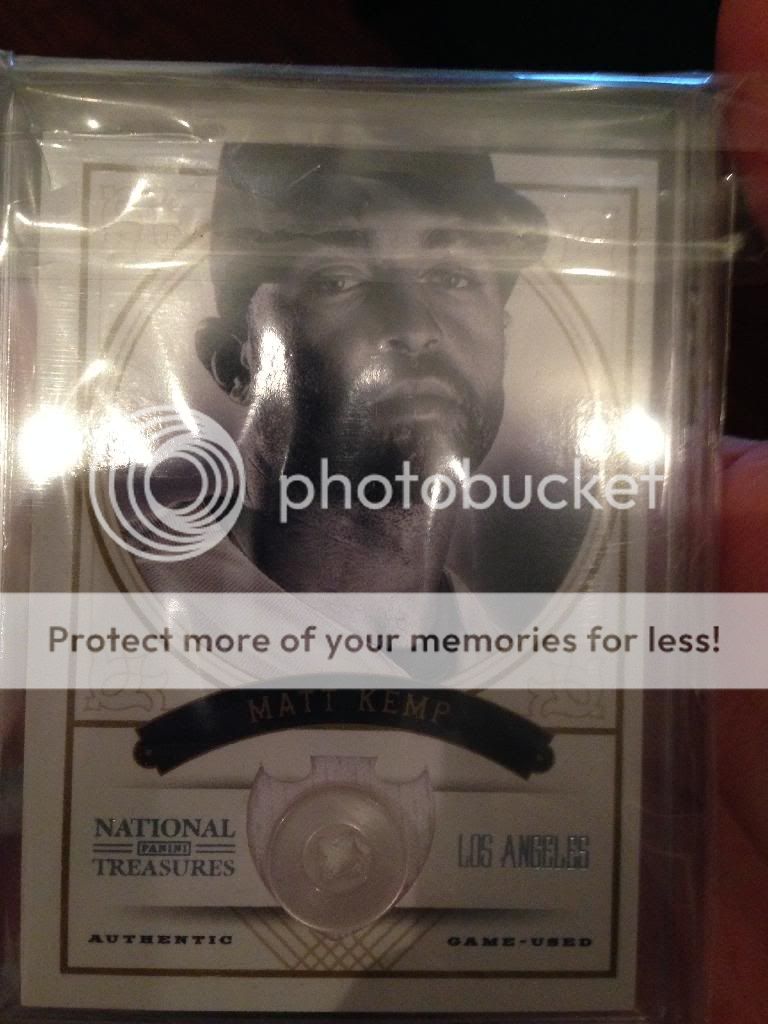 photobucket
Protect more of your memories for less!
MATT KEMP
NATIONAL
PANINI
TREASURES
LOS ANGELES
AUTHENTIC
GAME-USED